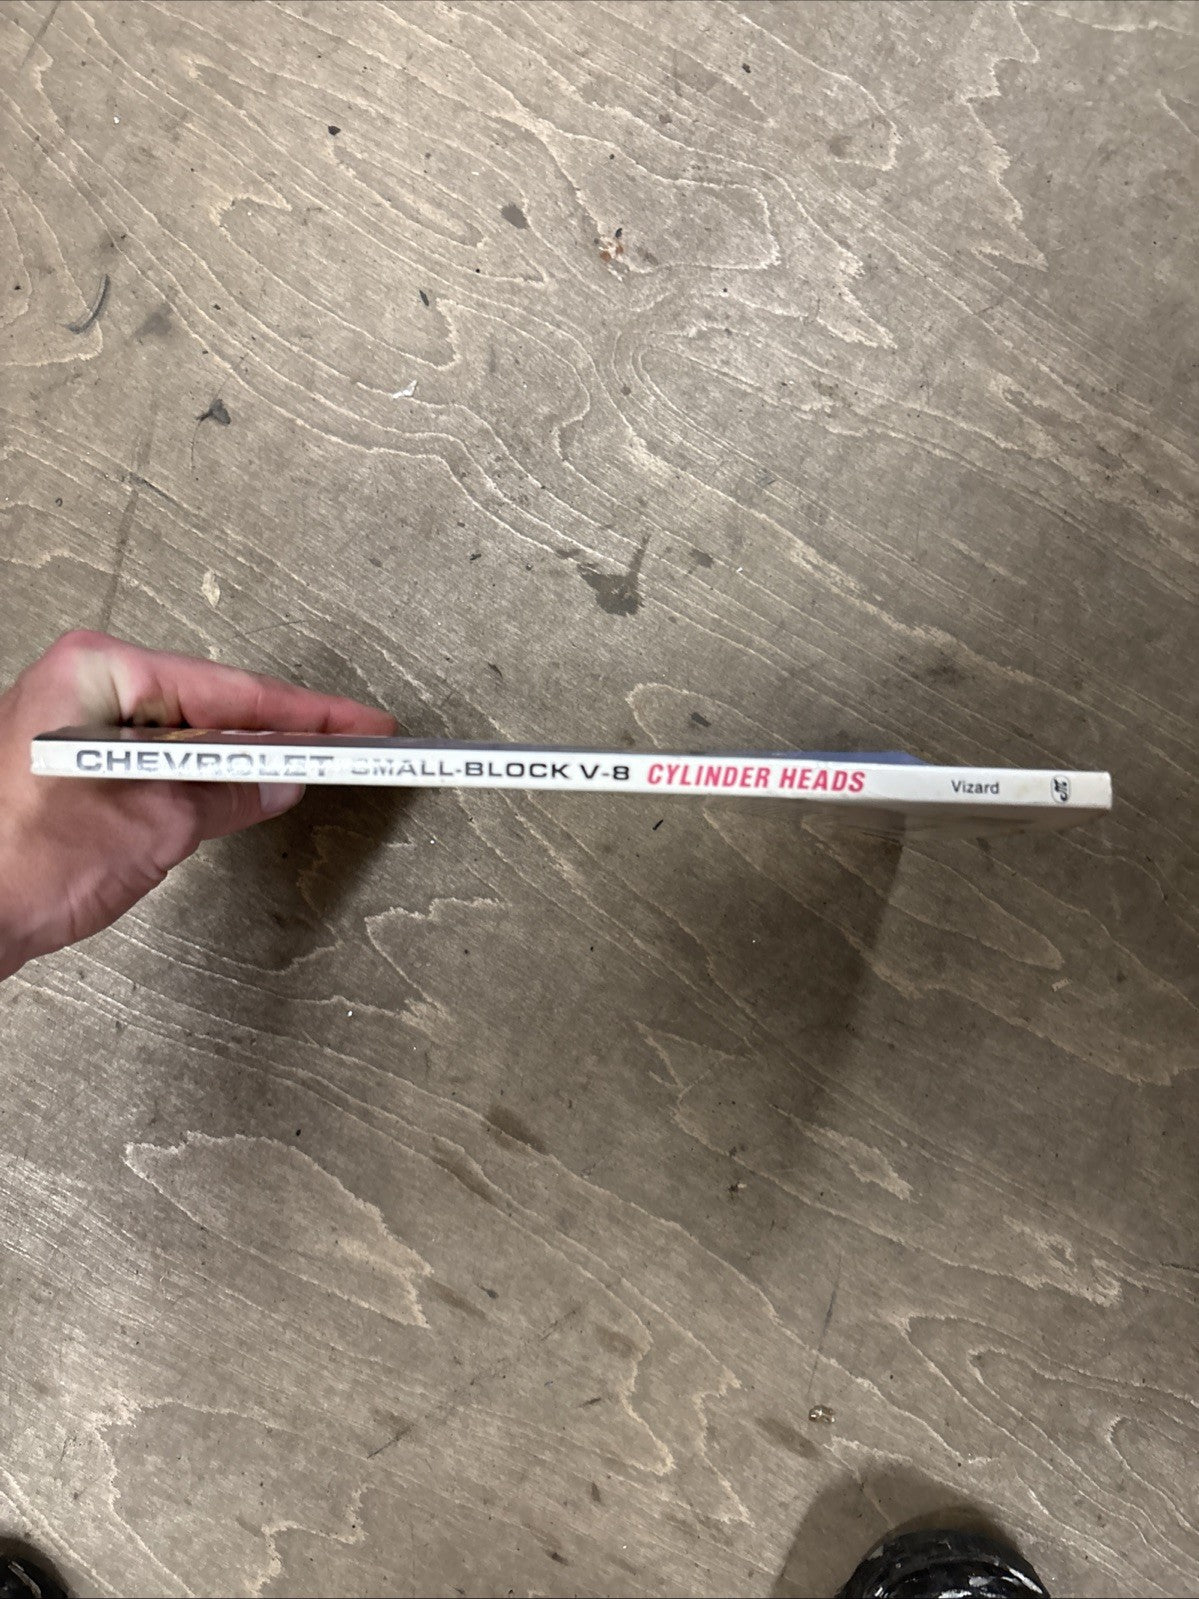 CHEVROLET SMALL-BLOCK V-8 CYLINDER HEADS Vizard